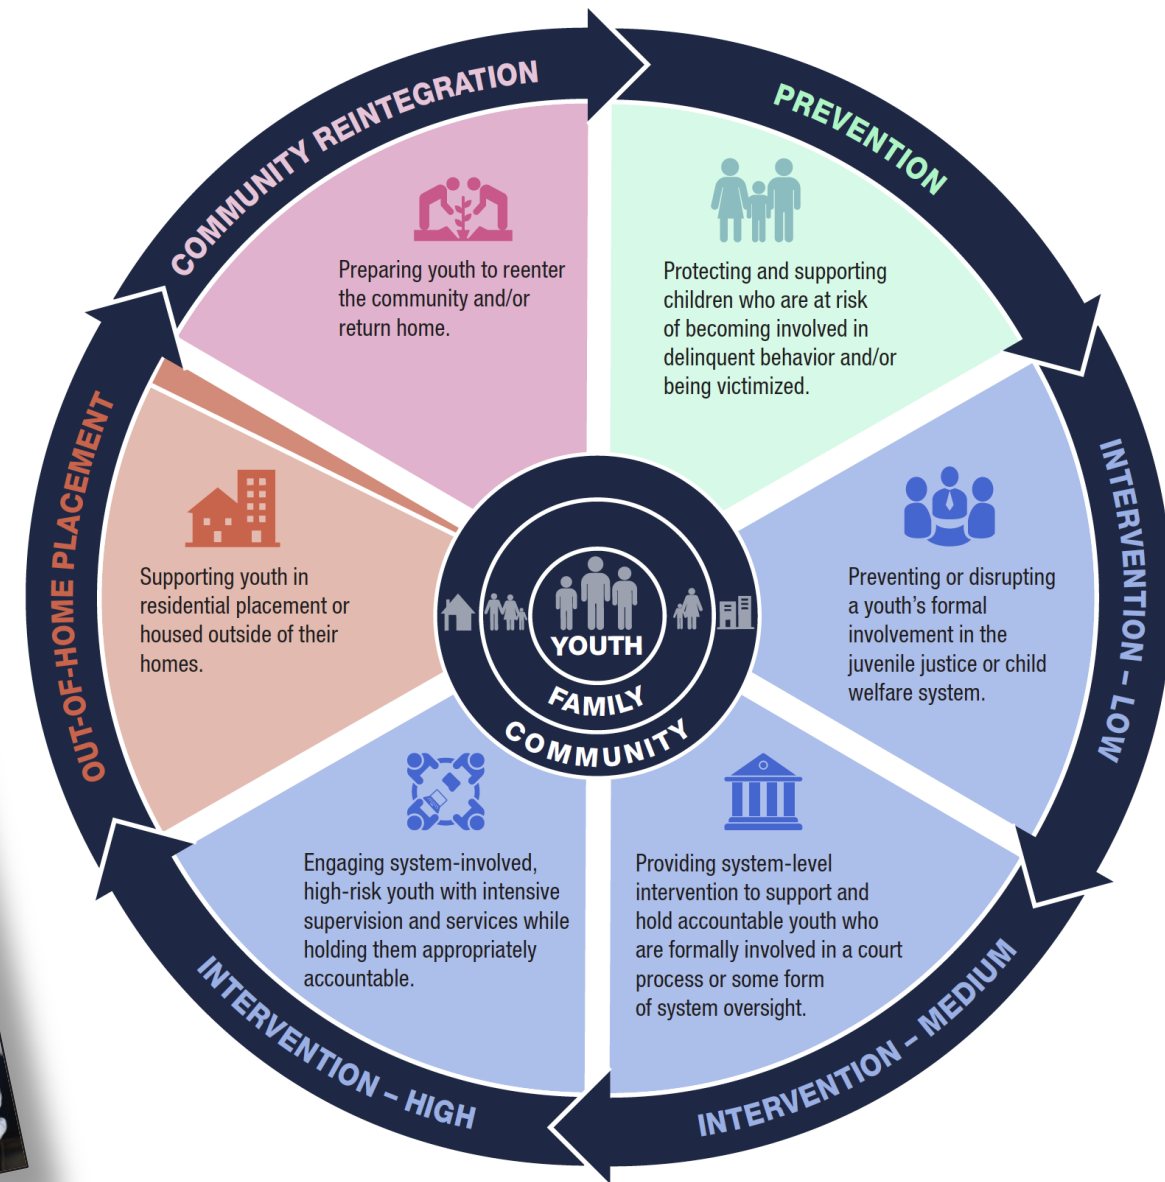 COMMUNITY REINTEGRATION
Preparing youth to reenter
the community and/or
return home.
PREVENTION
Protecting and supporting
children who are at risk
of becoming involved in
delinquent behavior and/or
being victimized.
INTERVENTION – LOW
Preventing or disrupting
a youth’s formal
involvement in the
juvenile justice or child
welfare system.
INTERVENTION – MEDIUM
Providing system-level
intervention to support and
hold accountable youth who
are formally involved in a court
process or some form
of system oversight.
INTERVENTION – HIGH
Engaging system-involved,
high-risk youth with intensive
supervision and services while
holding them appropriately
accountable.
OUT-OF-HOME PLACEMENT
Supporting youth in
residential placement or
housed outside of their
homes.
YOUTH
FAMILY
COMMUNITY